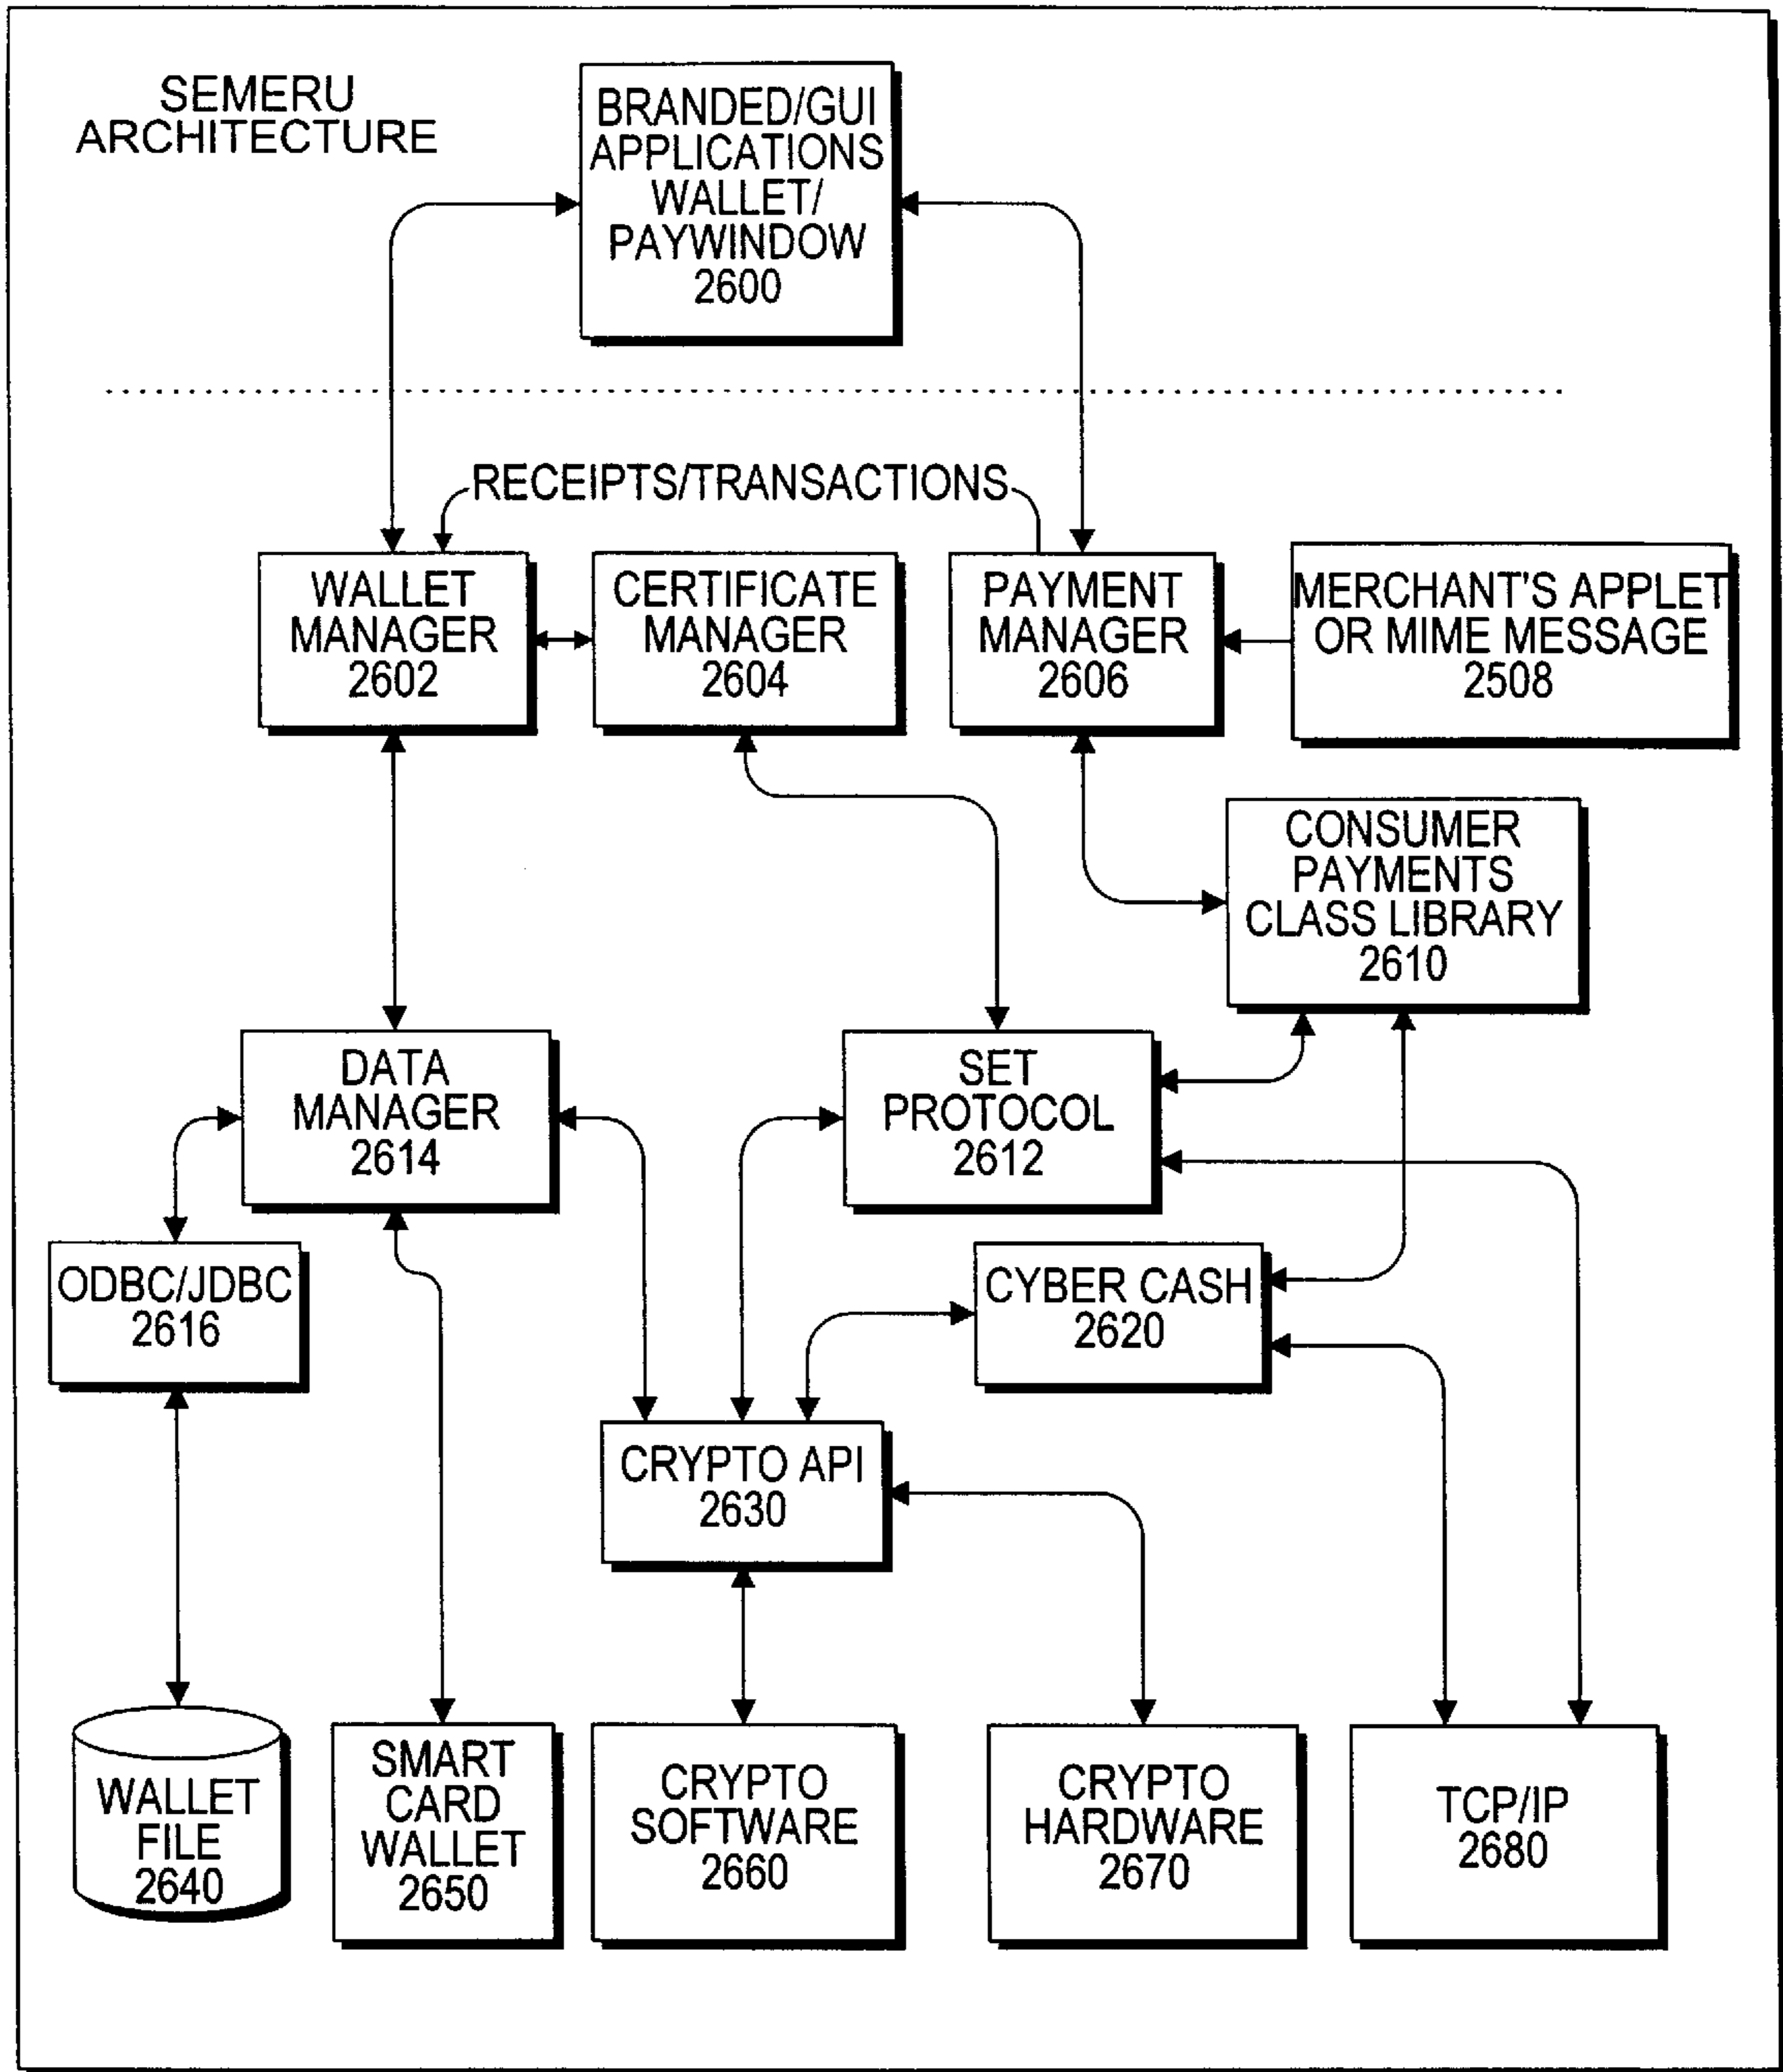 SEMERU
ARCHITECTURE
BRANDED/GUI
APPLICATIONS
WALLET/
PAYWINDOW
2600
RECEIPTS/TRANSACTIONS
WALLET
MANAGER
2602
CERTIFICATE
MANAGER
2604
PAYMENT
MANAGER
2606
MERCHANT'S APPLET
OR MIME MESSAGE
2508
CONSUMER
PAYMENTS
CLASS LIBRARY
2610
DATA
MANAGER
2614
SET
PROTOCOL
2612
ODBC/JDBC
2616
CYBER CASH
2620
CRYPTO API
2630
WALLET
FILE
2640
SMART
CARD
WALLET
2650
CRYPTO
SOFTWARE
2660
CRYPTO
HARDWARE
2670
TCP/IP
2680